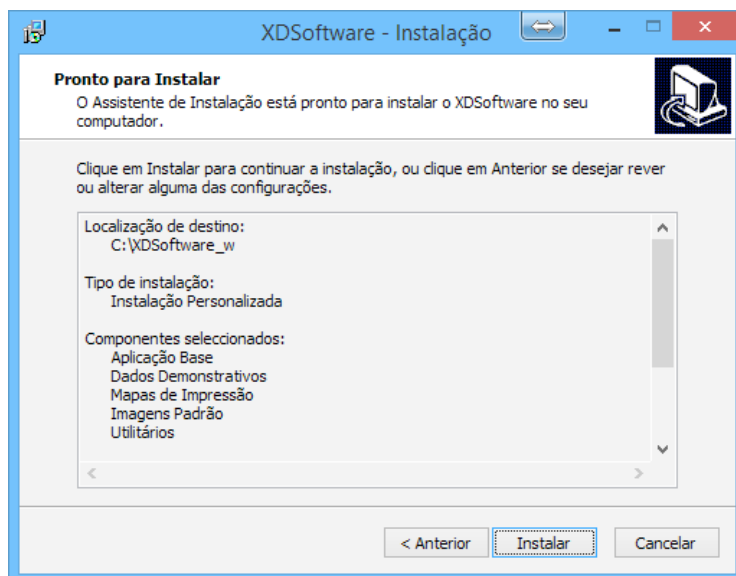 XDSoftware - Instalação
Pronto para Instalar
O Assistente de Instalação está pronto para instalar o XDSoftware no seu
computador.
Clique em Instalar para continuar a instalação, ou clique em Anterior se desejar rever
ou alterar alguma das configurações.
Localização de destino:
C:\XDSoftware_w
Tipo de instalação:
Instalação Personalizada
Componentes seleccionados:
Aplicação Base
Dados Demonstrativos
Mapas de Impressão
Imagens Padrão
Utilitários
< Anterior Instalar Cancelar